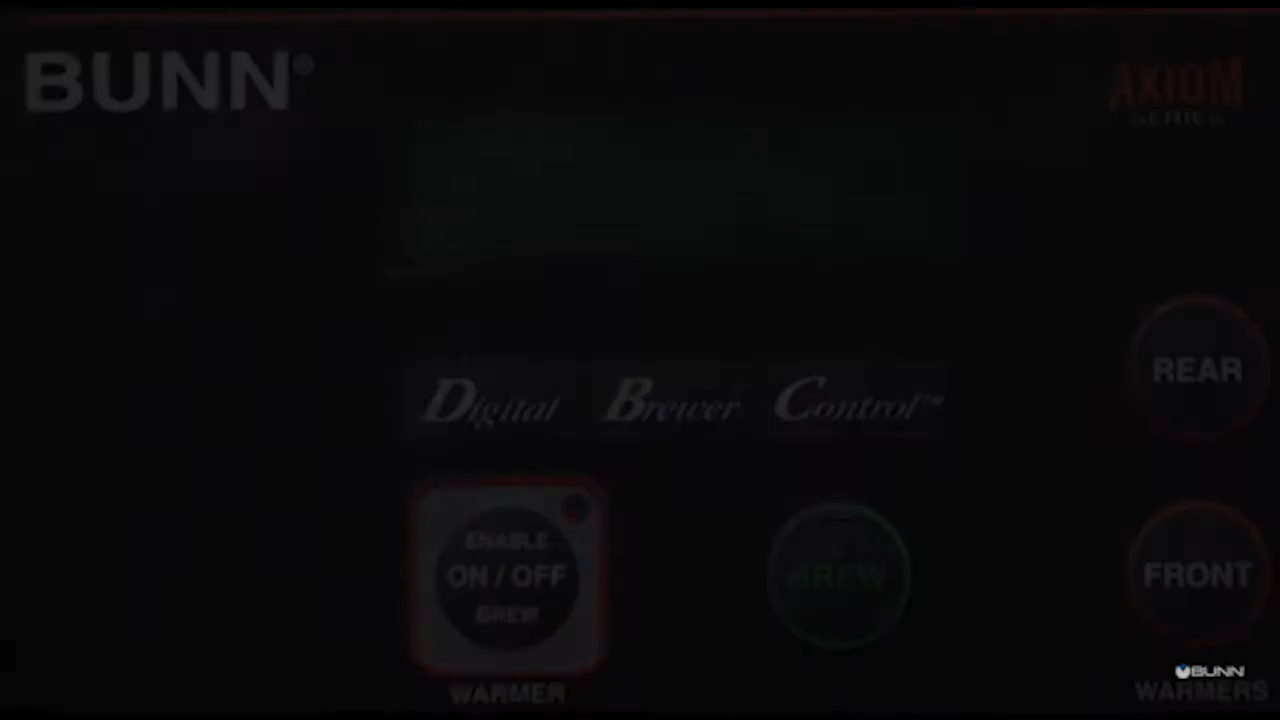 BUNN®
AXIOM
SERIES
Digital Brewer Control™
REAR
ENABLE
ON / OFF
BREW
BREW
FRONT
WARMER
WARMERS
BUNN